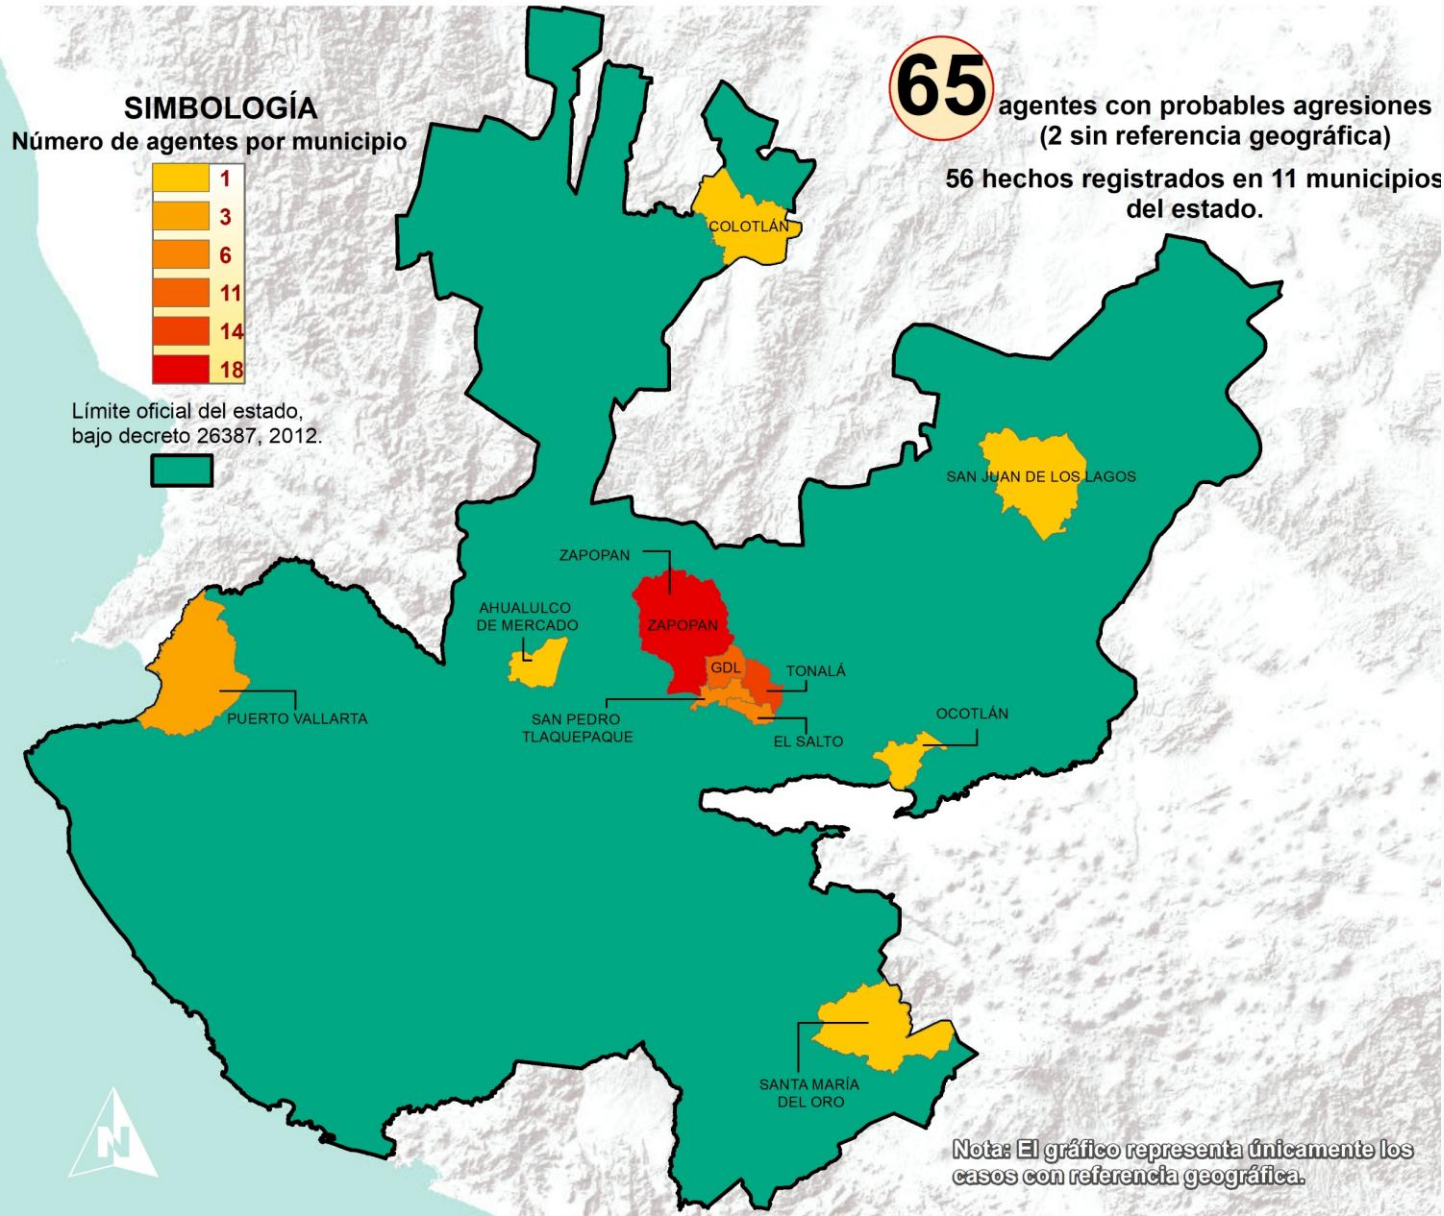 SIMBOLOGÍA
Número de agentes por municipio
1
3
6
11
14
18
Límite oficial del estado,
bajo decreto 26387, 2012.
65
agentes con probables agresiones
(2 sin referencia geográfica)
56 hechos registrados en 11 municipios
del estado.
COLOTLÁN
SAN JUAN DE LOS LAGOS
ZAPOPAN
AHUALULCO
DE MERCADO
ZAPOPAN
GDL
TONALÁ
PUERTO VALLARTA
SAN PEDRO
TLAQUEPAQUE
EL SALTO
OCOTLÁN
SANTA MARÍA
DEL ORO
N
Nota: El gráfico representa únicamente los
casos con referencia geográfica.